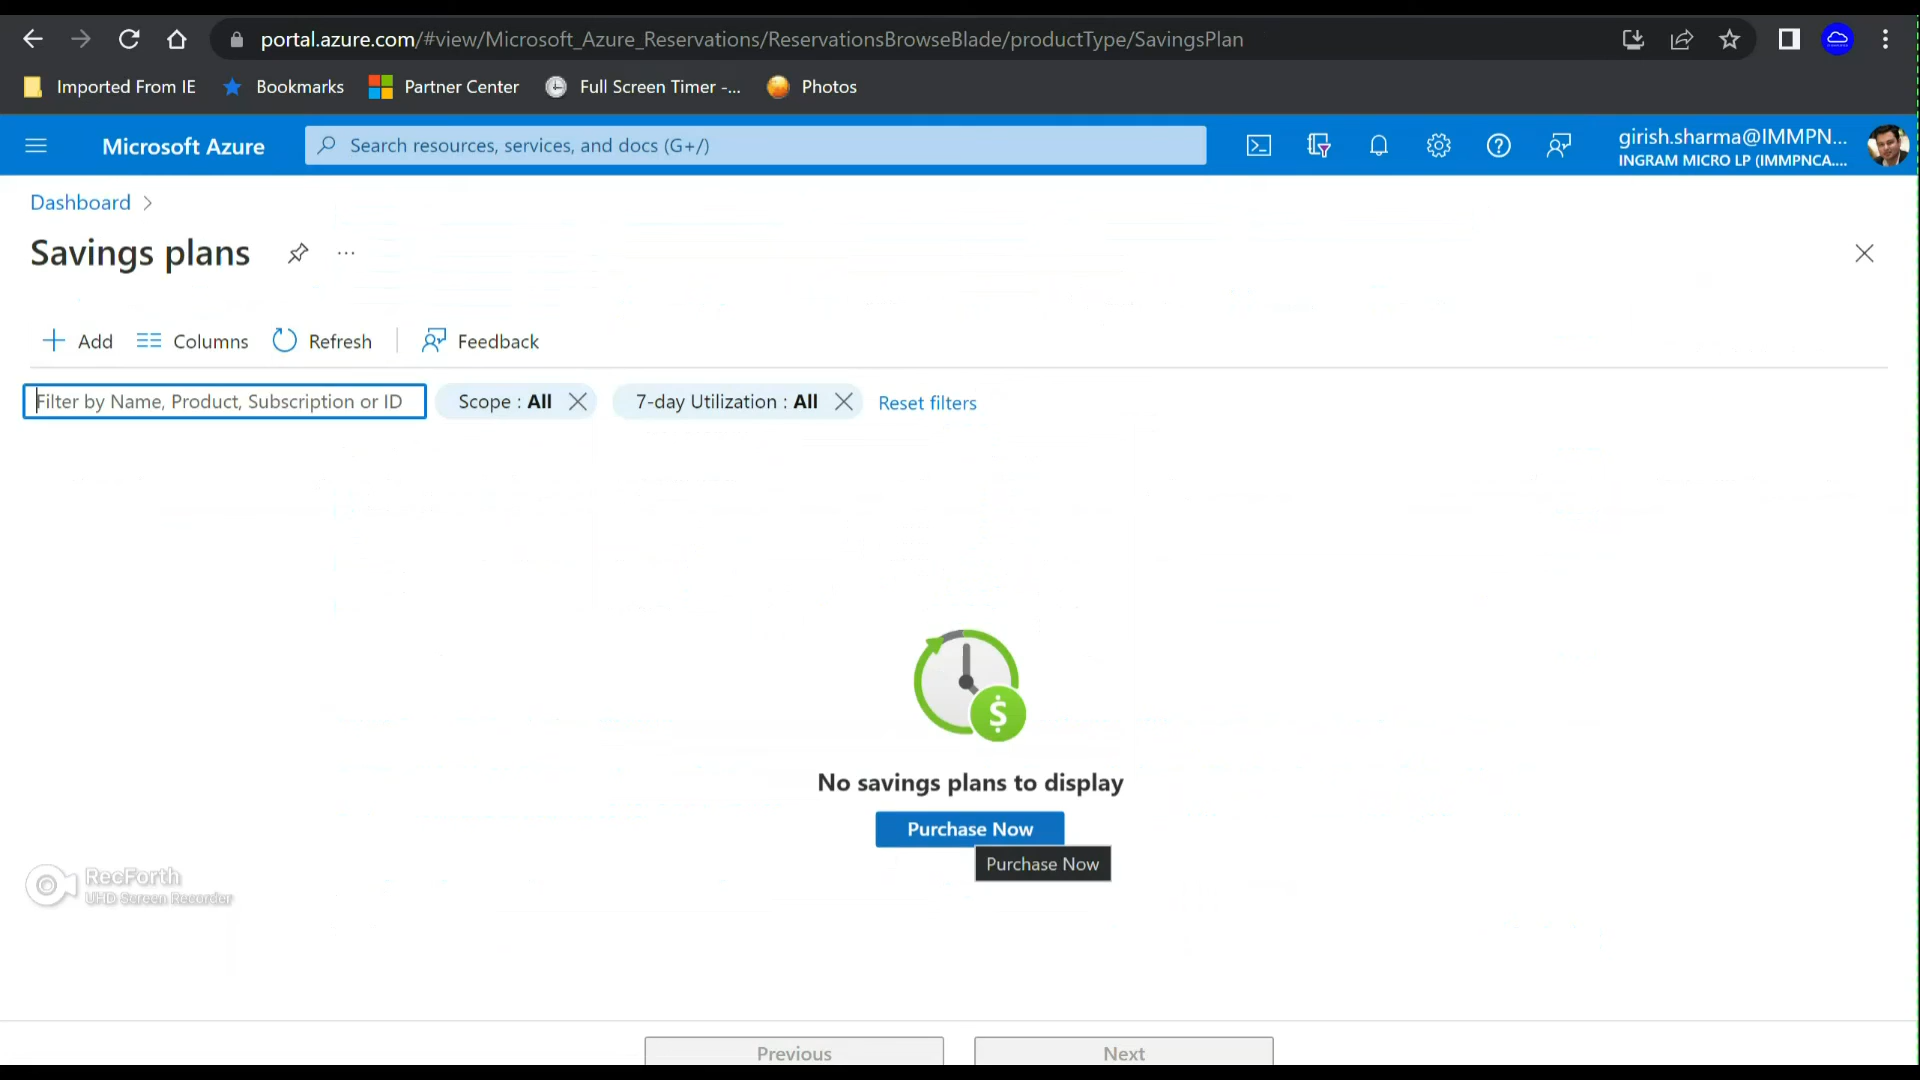 portal.azure.com/#view/Microsoft_Azure_Reservations/ReservationsBrowseBlade/productType/SavingsPlan
Imported From IE Bookmarks Partner Center Full Screen Timer -... Photos
Microsoft Azure Search resources, services, and docs (G+/) girish.sharma@IMMPN...
INGRAM MICRO LP (IMMPNCA....
Dashboard >
Savings plans ...
Add Columns Refresh Feedback
Filter by Name, Product, Subscription or ID Scope : All 7-day Utilization : All Reset filters
$
No savings plans to display
Purchase Now
Purchase Now
RecForth
UHD Screen Recorder
Previous Next